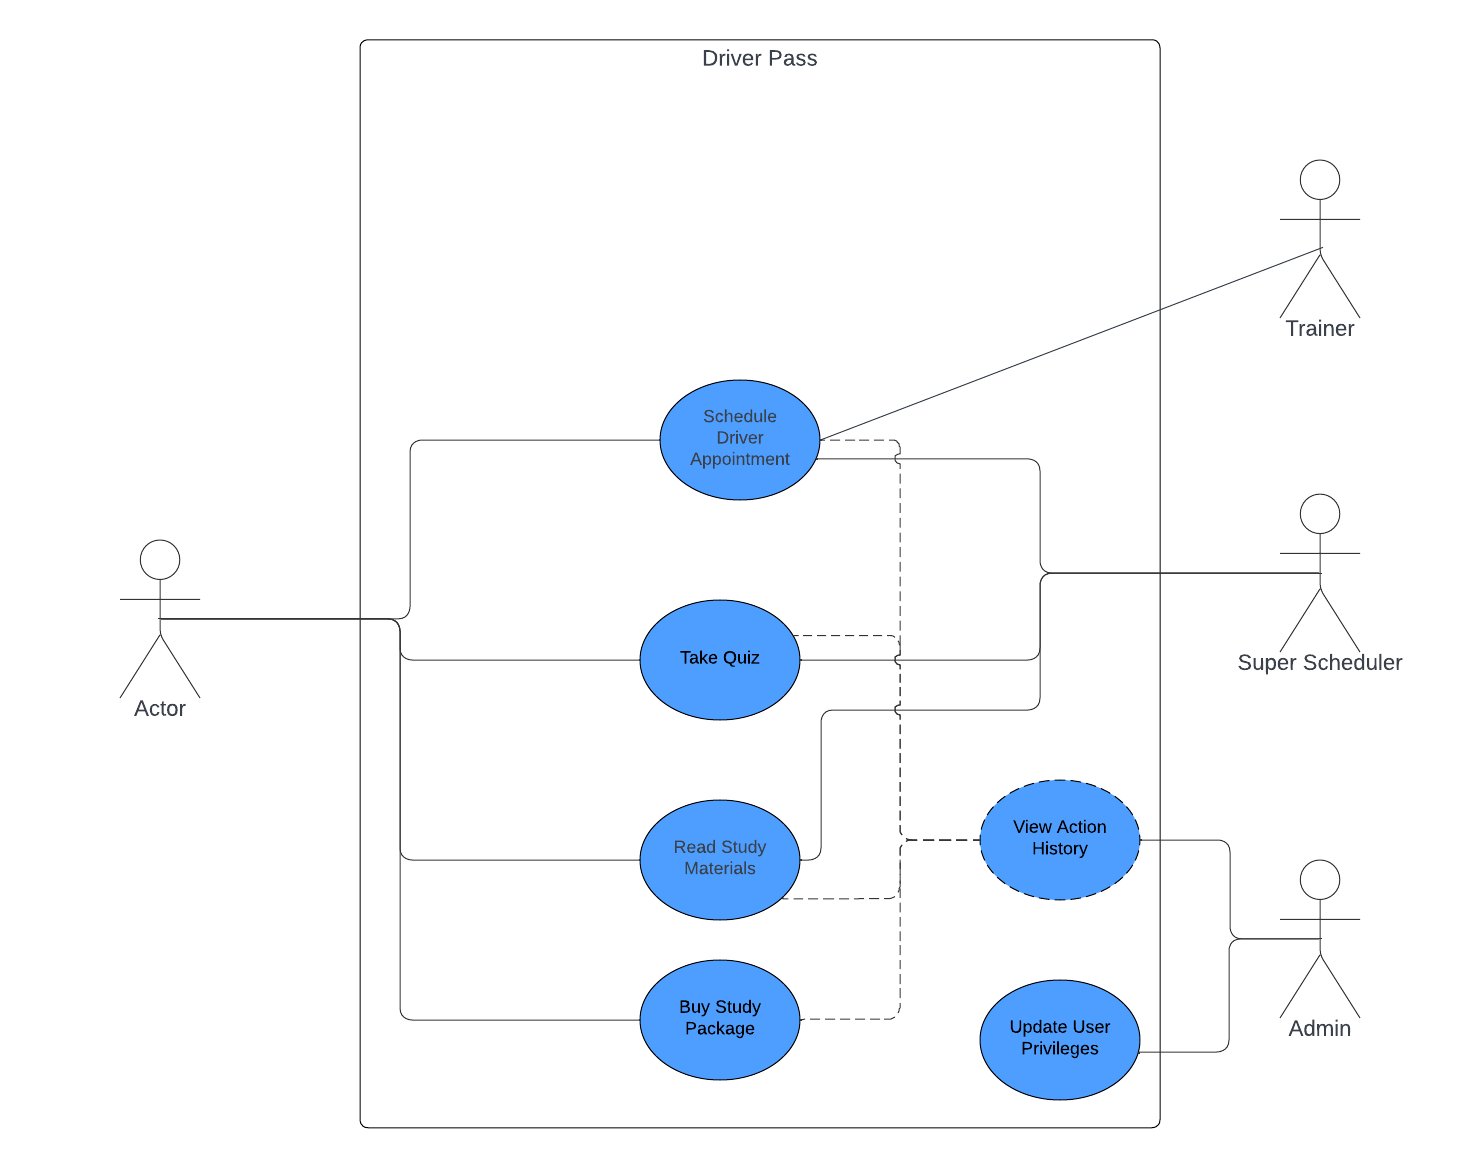 Driver Pass
Trainer
Schedule
Driver
Appointment
Super Scheduler
Take Quiz
Actor
View Action
History
Read Study
Materials
Buy Study
Package
Update User
Privileges
Admin